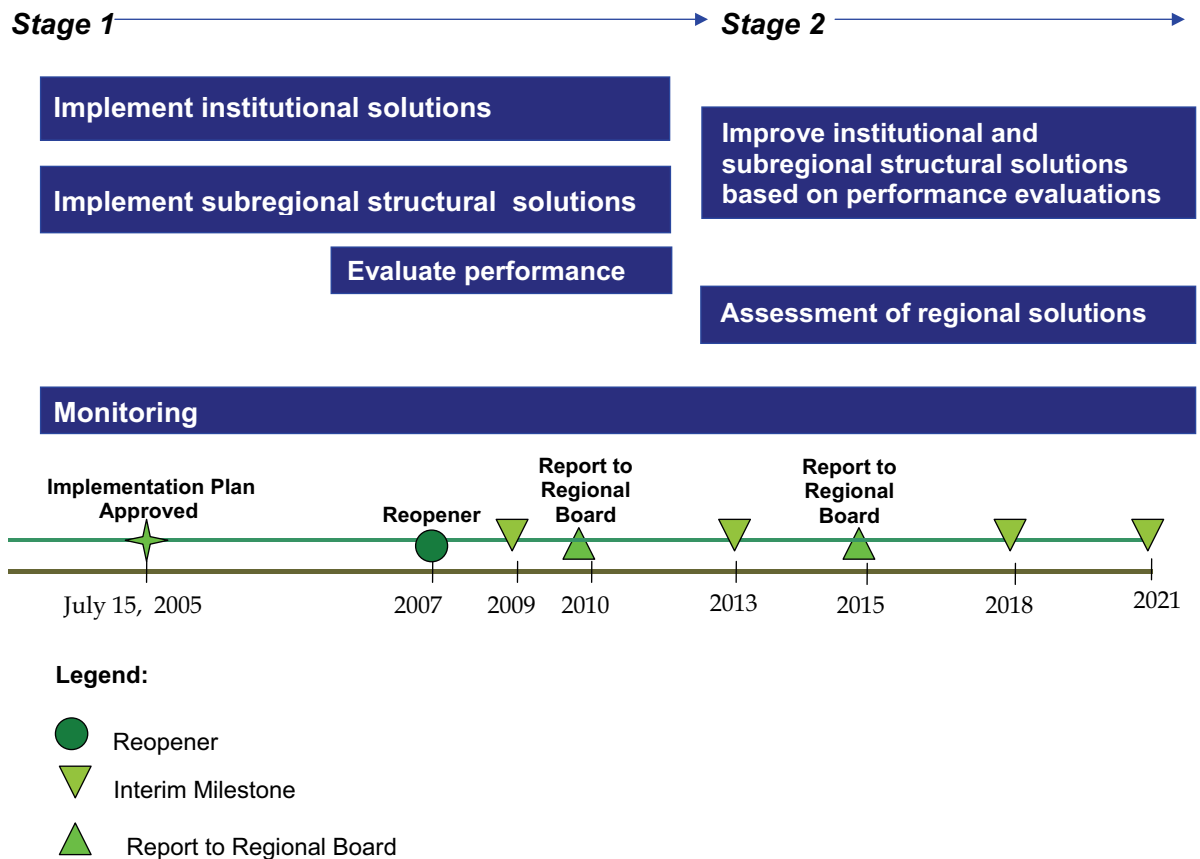 Stage 1
Stage 2
Implement institutional solutions
Improve institutional and
subregional structural solutions
based on performance evaluations
Implement subregional structural solutions
Evaluate performance
Assessment of regional solutions
Monitoring
Implementation Plan
Approved
Reopener
Report to
Regional
Board
Report to
Regional
Board
July 15, 2005
2007
2009
2010
2013
2015
2018
2021
Legend:
Reopener
Interim Milestone
Report to Regional Board